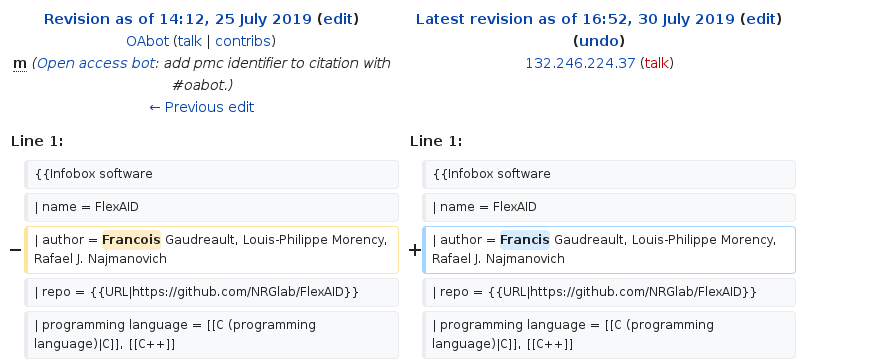 Revision as of 14:12, 25 July 2019 (edit)
OAbot (talk | contribs)
m (Open access bot: add pmc identifier to citation with
#oabot.)
← Previous edit
Latest revision as of 16:52, 30 July 2019 (edit)
(undo)
132.246.224.37 (talk)
Line 1:
{{Infobox software
| name = FlexAID
− | author = Francois Gaudreault, Louis-Philippe Morency,
Rafael J. Najmanovich
| repo = {{URL|https://github.com/NRGlab/FlexAID}}
| programming language = [[C (programming
language)|C]], [[C++]]
Line 1:
{{Infobox software
| name = FlexAID
+ | author = Francis Gaudreault, Louis-Philippe Morency,
Rafael J. Najmanovich
| repo = {{URL|https://github.com/NRGlab/FlexAID}}
| programming language = [[C (programming
language)|C]], [[C++]]